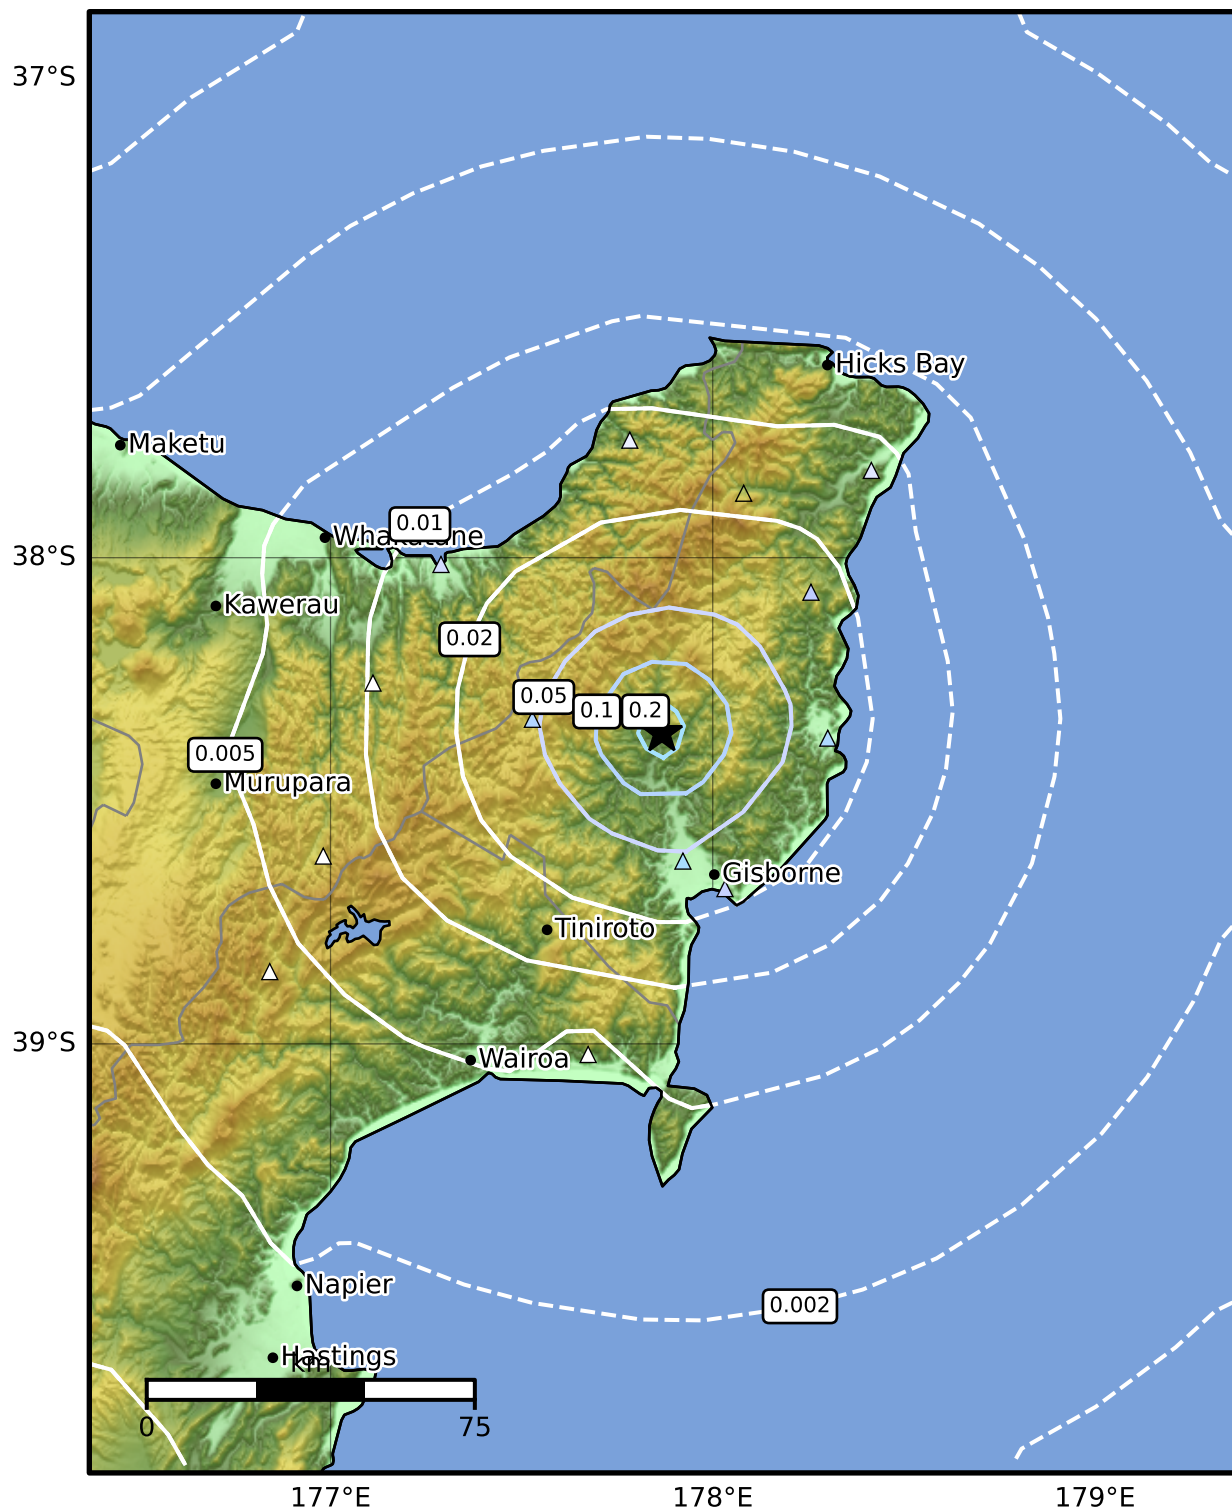 37°S
Hicks Bay
Maketu
0.01
Whakatane
38°S
Kawerau
0.02
0.05
0.1
0.2
0.005
Murupara
Gisborne
Tiniroto
39°S
Wairoa
Napier
0.002
Hastings
km
0
75
177°E
178°E
179°E